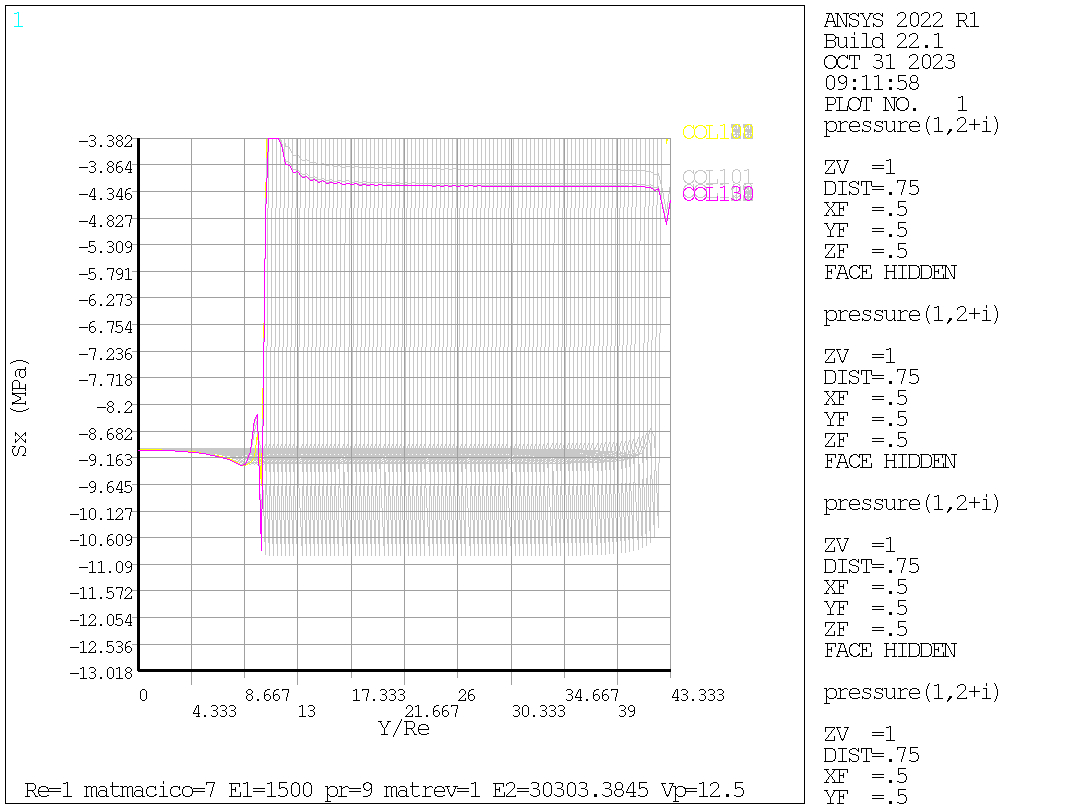 1
ANSYS 2022 R1
Build 22.1
OCT 31 2023
09:11:58
PLOT NO. 1
pressure(1,2+i)
ZV =1
DIST=.75
XF =.5
YF =.5
ZF =.5
FACE HIDDEN
pressure(1,2+i)
ZV =1
DIST=.75
XF =.5
YF =.5
ZF =.5
FACE HIDDEN
pressure(1,2+i)
ZV =1
DIST=.75
XF =.5
YF =.5
ZF =.5
FACE HIDDEN
pressure(1,2+i)
ZV =1
DIST=.75
XF =.5
YF =.5
COL101
COL130
-3.382
-3.864
-4.346
-4.827
-5.309
-5.791
-6.273
-6.754
-7.236
-7.718
-8.2
-8.682
-9.163
-9.645
-10.127
-10.609
-11.09
-11.572
-12.054
-12.536
-13.018
Sx (MPa)
0 8.667 17.333 26 34.667 43.333
4.333 13 21.667 30.333 39
Y/Re
Re=1 matmacico=7 E1=1500 pr=9 matrev=1 E2=30303.3845 Vp=12.5